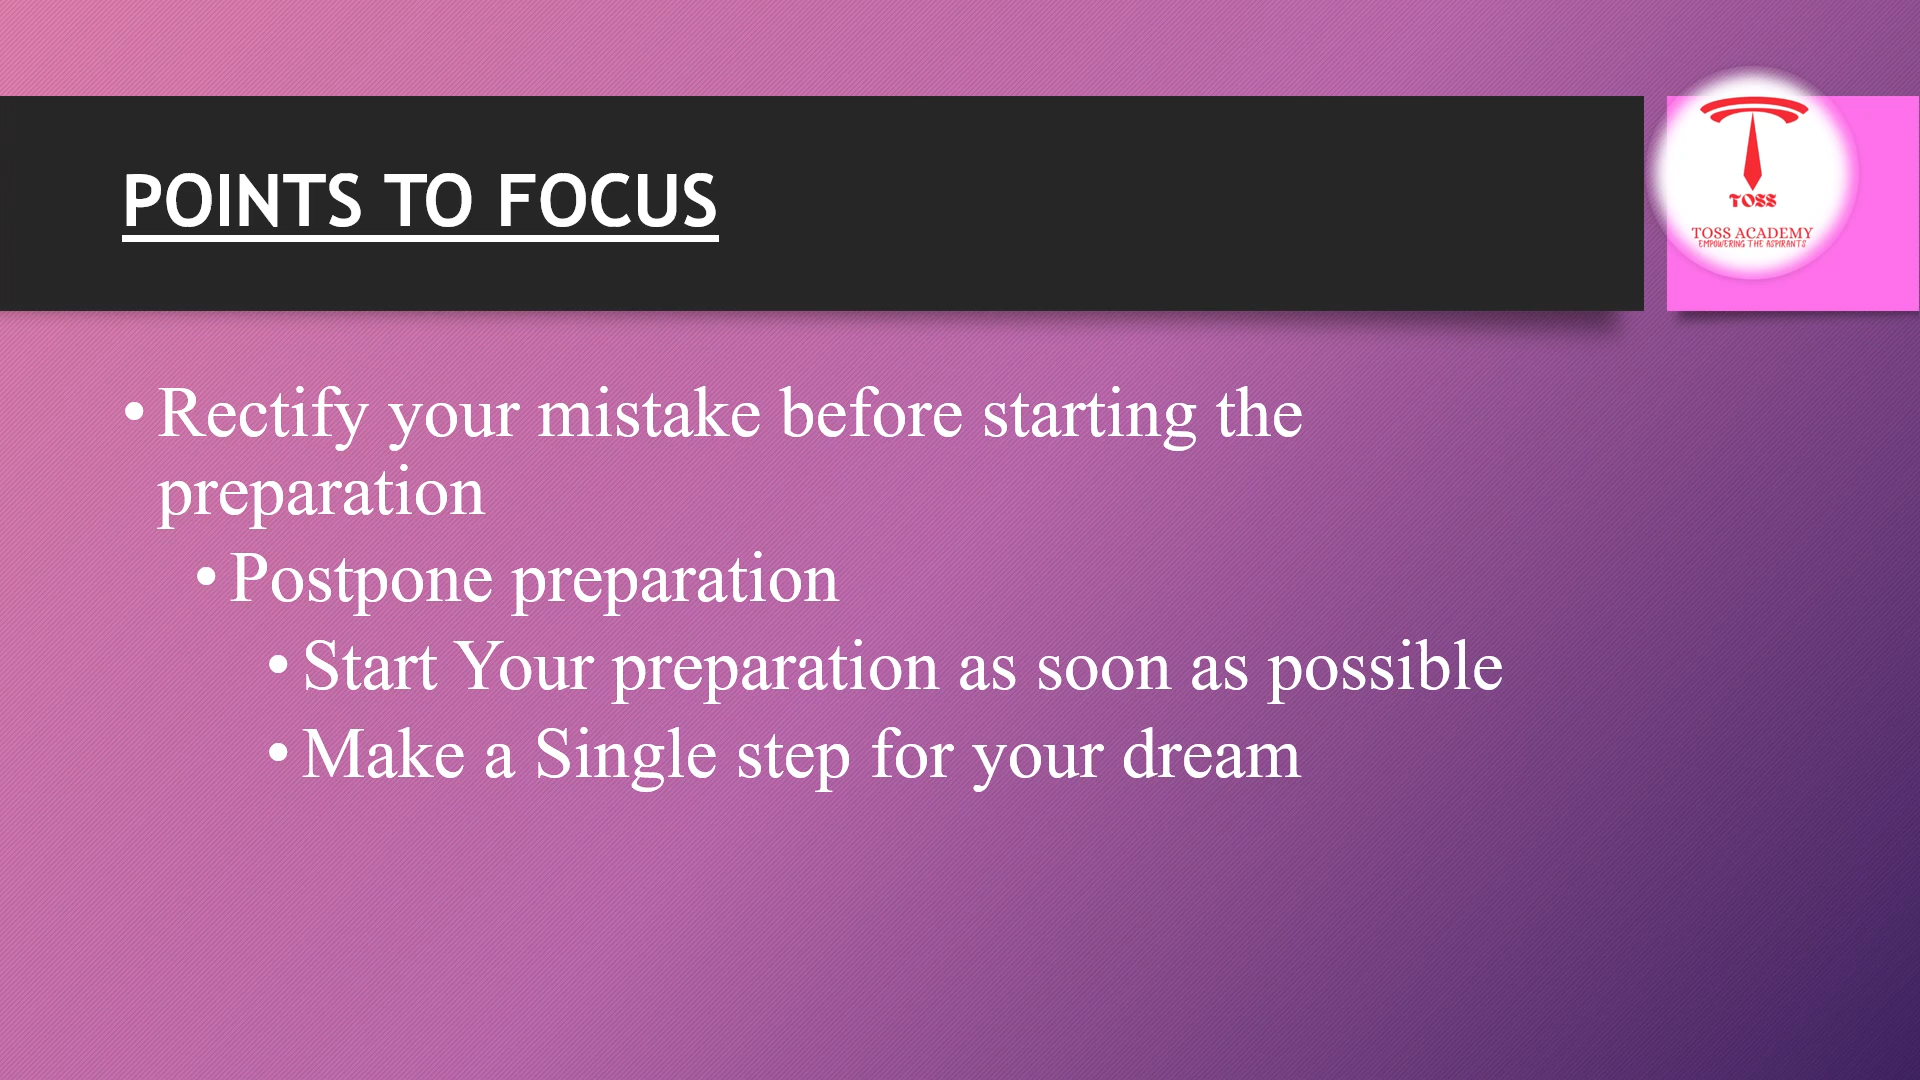 POINTS TO FOCUS
TOSS
TOSS ACADEMY
EMPOWERING THE ASPIRANTS
• Rectify your mistake before starting the
preparation
• Postpone preparation
• Start Your preparation as soon as possible
• Make a Single step for your dream